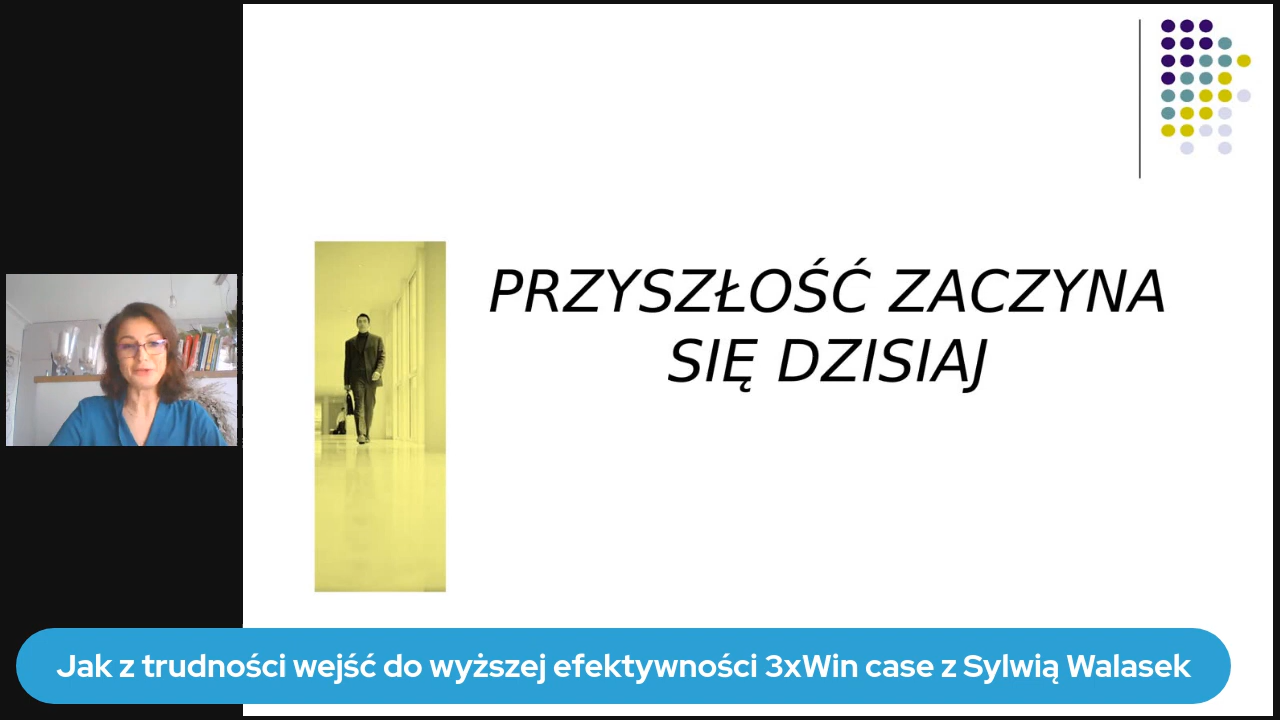 PRZYSZŁOŚĆ ZACZYNA
SIĘ DZISIAJ
Jak z trudności wejść do wyższej efektywności 3xWin case z Sylwią Walasek